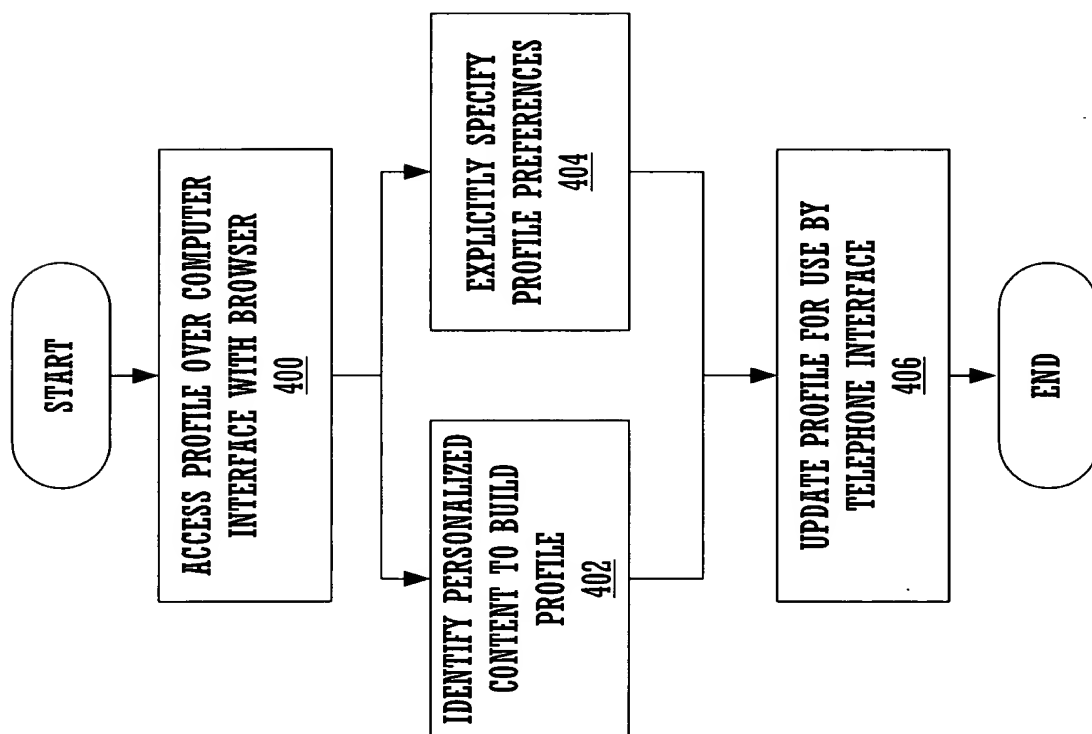 START
ACCESS PROFILE OVER COMPUTER
INTERFACE WITH BROWSER
400
IDENTIFY PERSONALIZED
CONTENT TO BUILD
PROFILE
402
EXPLICITLY SPECIFY
PROFILE PREFERENCES
404
UPDATE PROFILE FOR USE BY
TELEPHONE INTERFACE
406
END